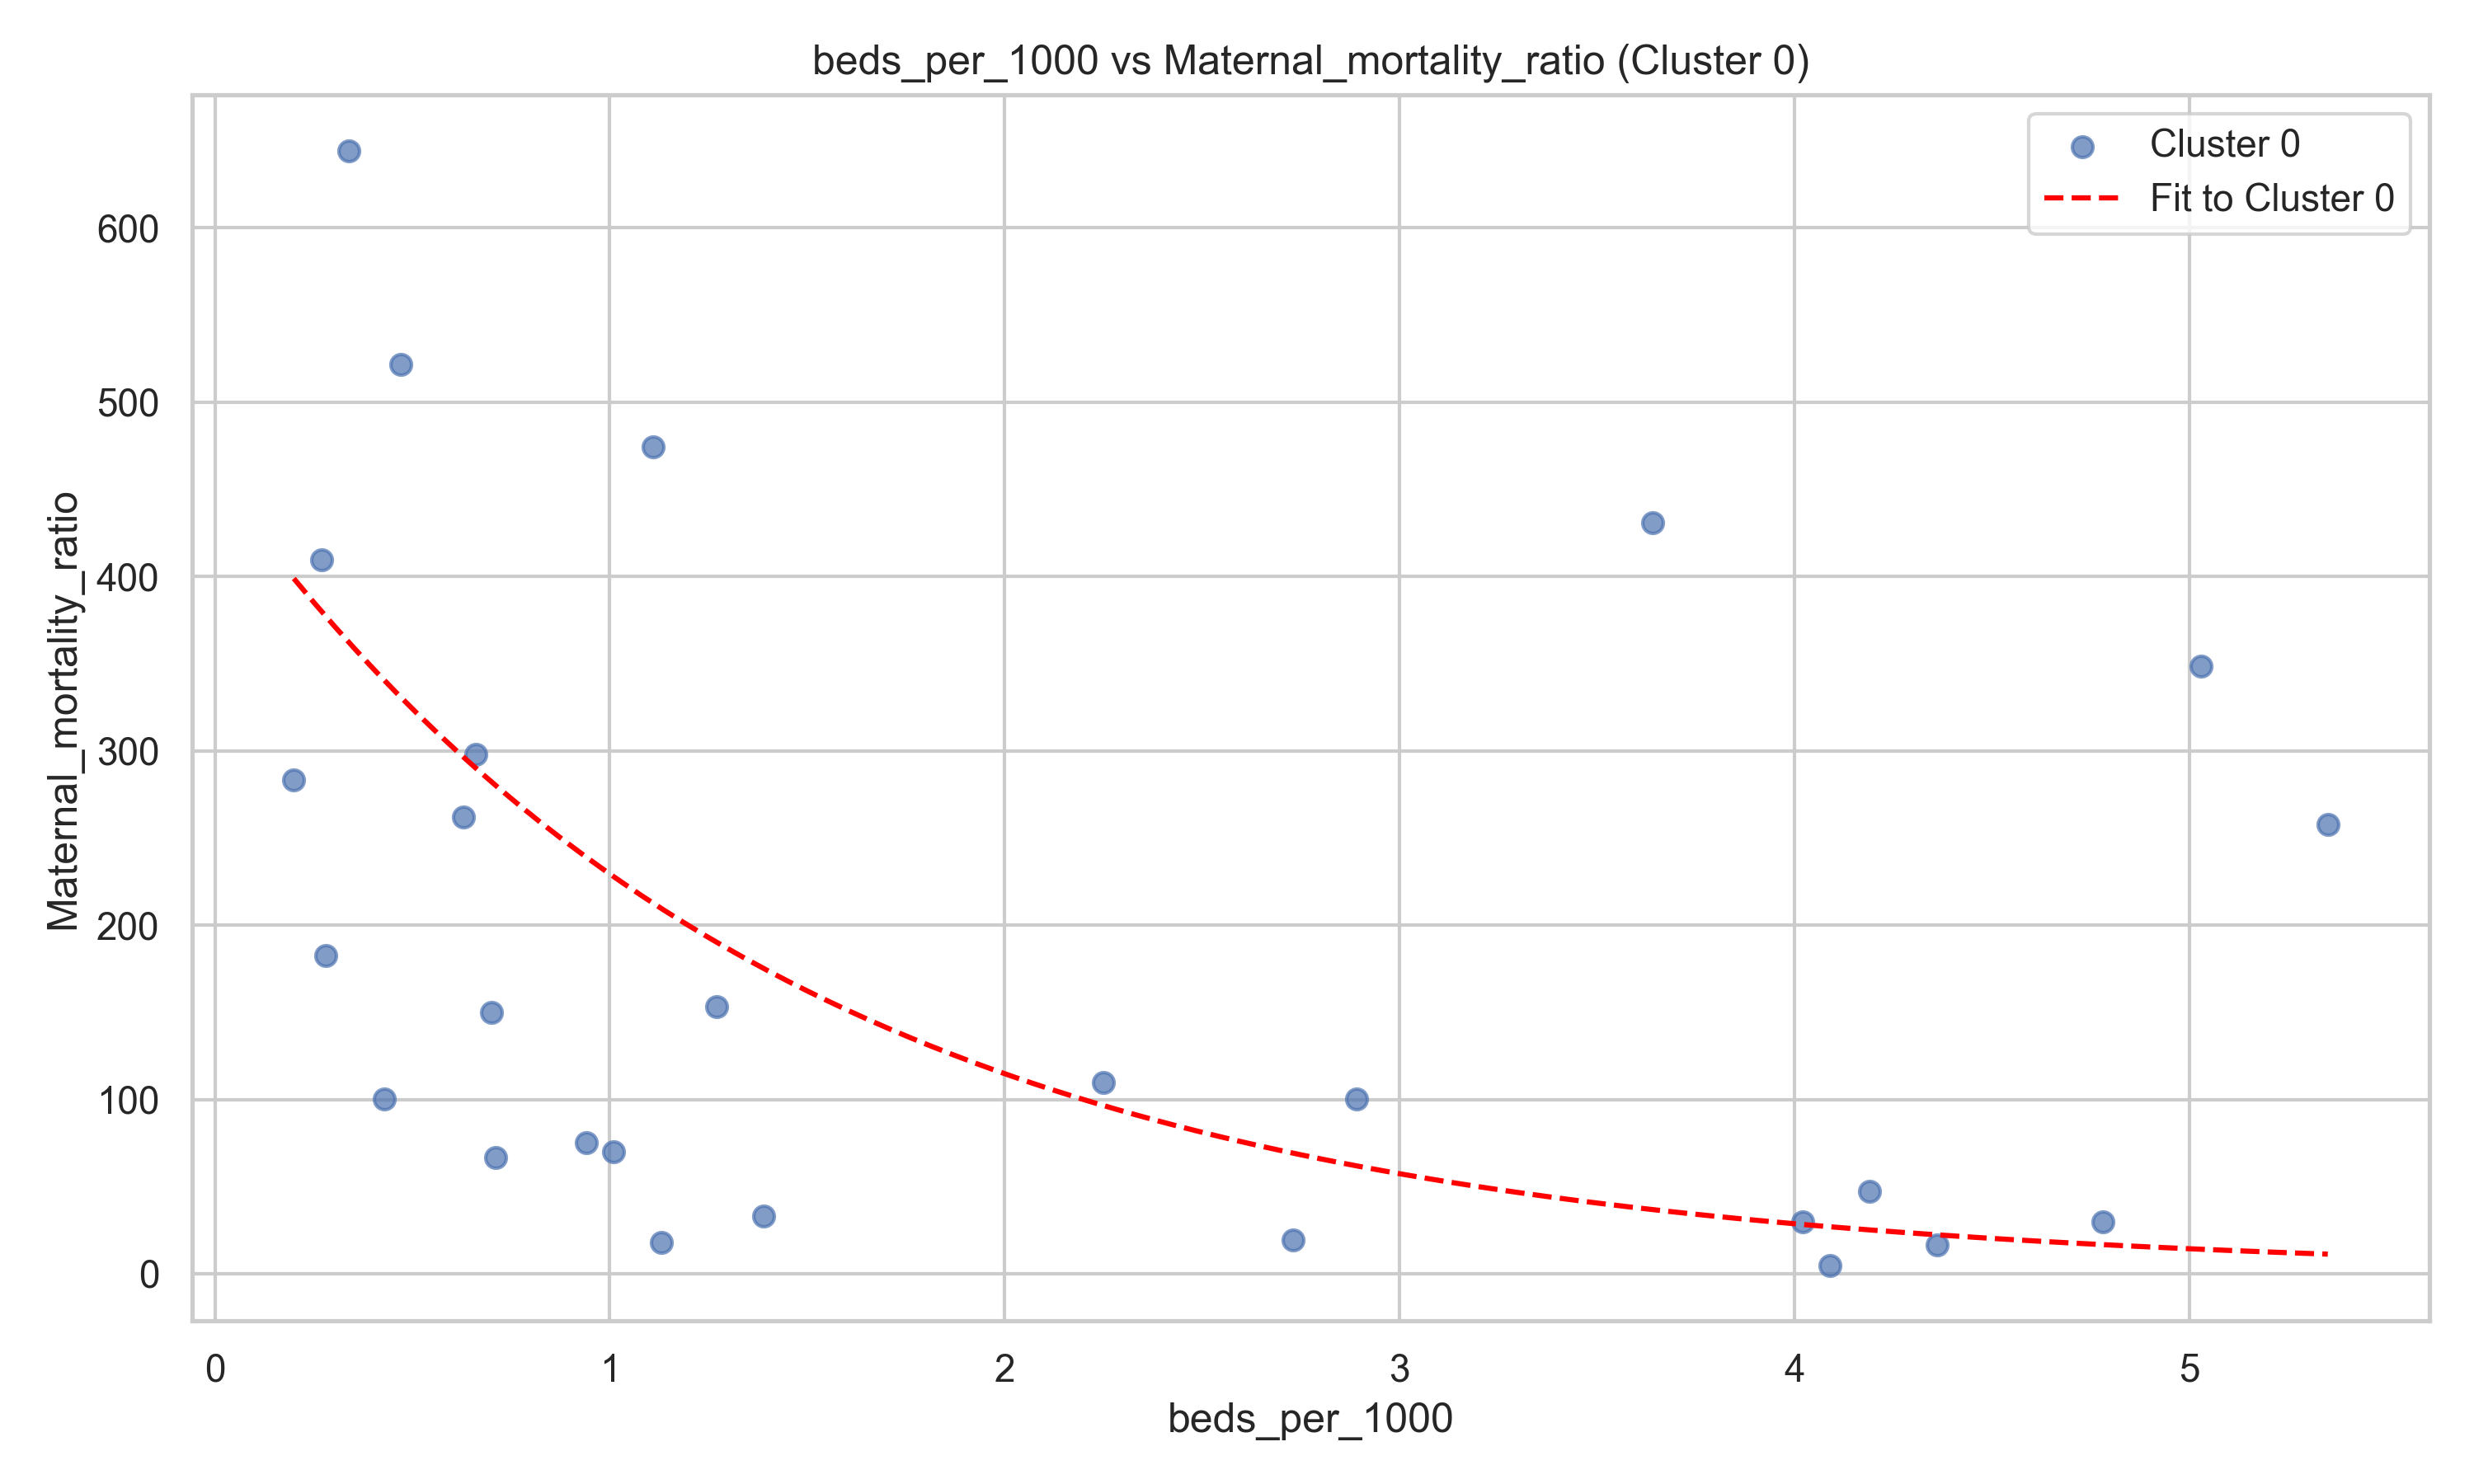 beds_per_1000 vs Maternal_mortality_ratio (Cluster 0)
Cluster 0
Fit to Cluster 0
Maternal_mortality_ratio
600
500
400
300
200
100
0
0 1 2 3 4 5
beds_per_1000